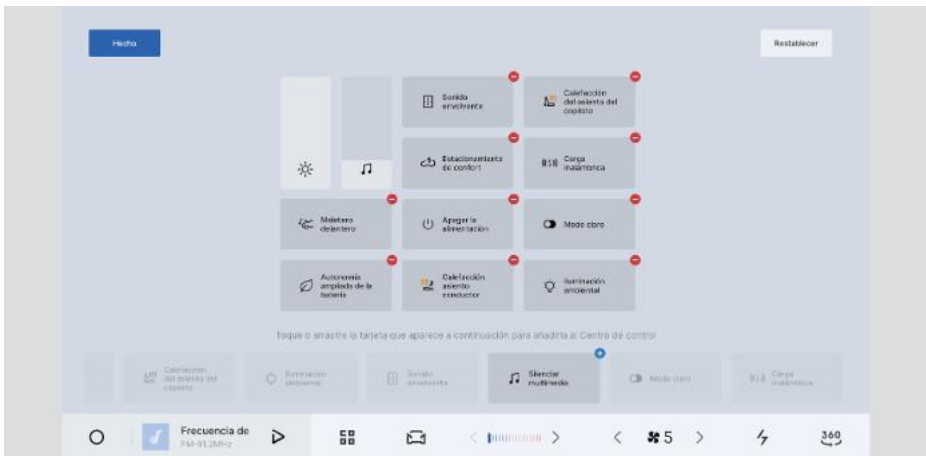 Hecho
Restablecer
Sonido
envolvente
Calefacción
del asiento del
copiloto
Estacionamiento
de confort
Carga
inalámbrica
Maletero
delantero
Apagar la
alimentación
Modo claro
Autonomía
ampliada de la
batería
Calefacción
asiento
conductor
Iluminación
ambiental
Toque o arrastre la tarjeta que aparece a continuación para añadirla al Centro de control
Calefacción
del asiento del
copiloto
Iluminación
ambiental
Sonido
envolvente
Silenciar
multimedia
Modo claro
Carga
inalámbrica
Frecuencia de
FM-91.2MHz
5
360